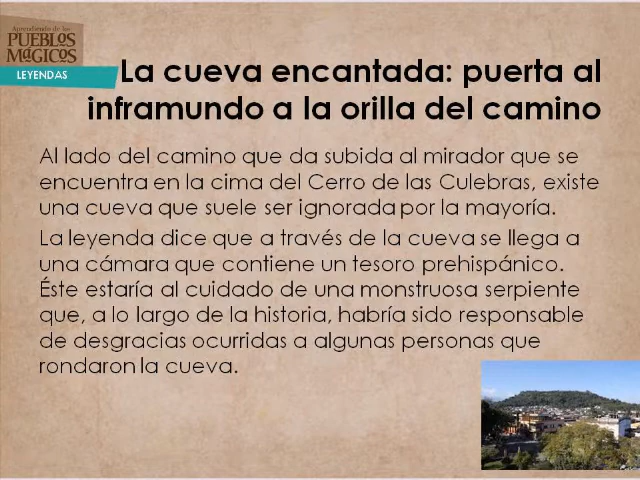 Aprendiendo de los
PUEBLOS
MáGICOS
LEYENDAS
La cueva encantada: puerta al
inframundo a la orilla del camino
Al lado del camino que da subida al mirador que se
encuentra en la cima del Cerro de las Culebras, existe
una cueva que suele ser ignorada por la mayoría.
La leyenda dice que a través de la cueva se llega a
una cámara que contiene un tesoro prehispánico.
Éste estaría al cuidado de una monstruosa serpiente
que, a lo largo de la historia, habría sido responsable
de desgracias ocurridas a algunas personas que
rondaron la cueva.